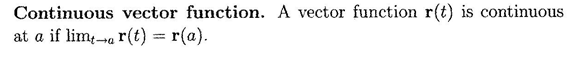 Continuous vector function. A vector function r(t) is continuous
at a if lim_{t→a} r(t) = r(a).